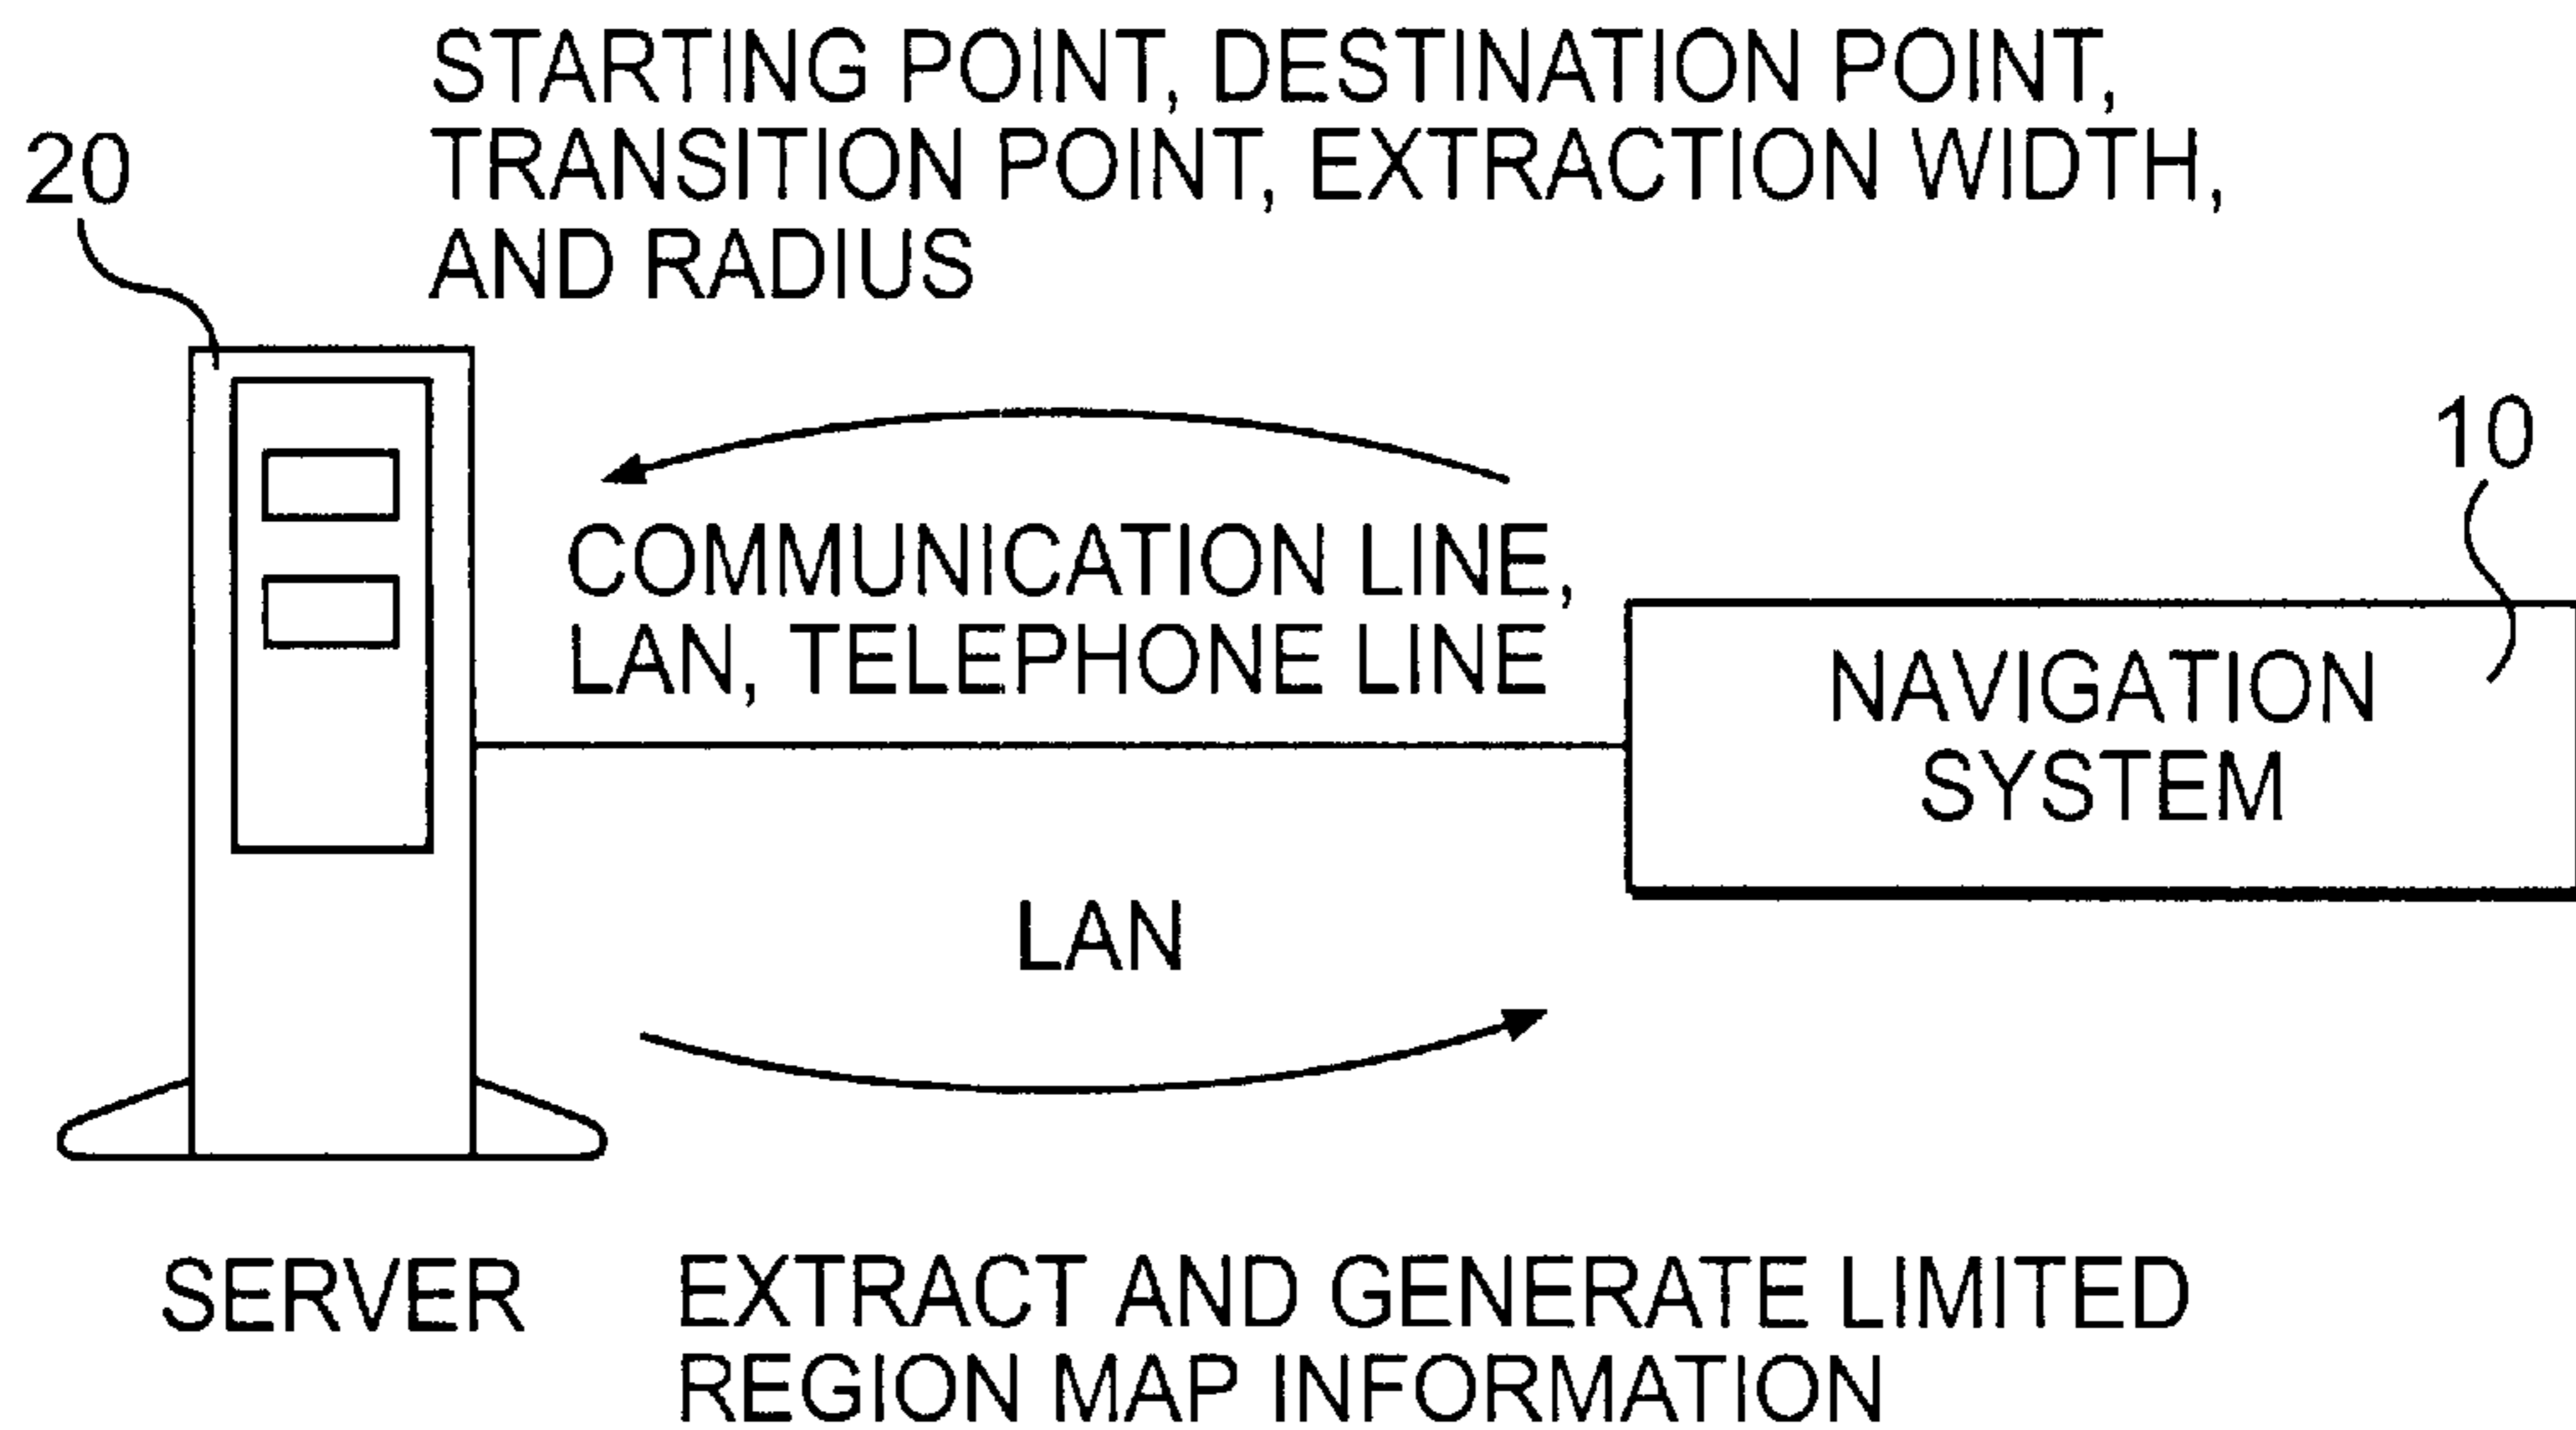 STARTING POINT, DESTINATION POINT,
TRANSITION POINT, EXTRACTION WIDTH,
AND RADIUS
20
10
COMMUNICATION LINE,
LAN, TELEPHONE LINE
NAVIGATION
SYSTEM
LAN
SERVER
EXTRACT AND GENERATE LIMITED
REGION MAP INFORMATION